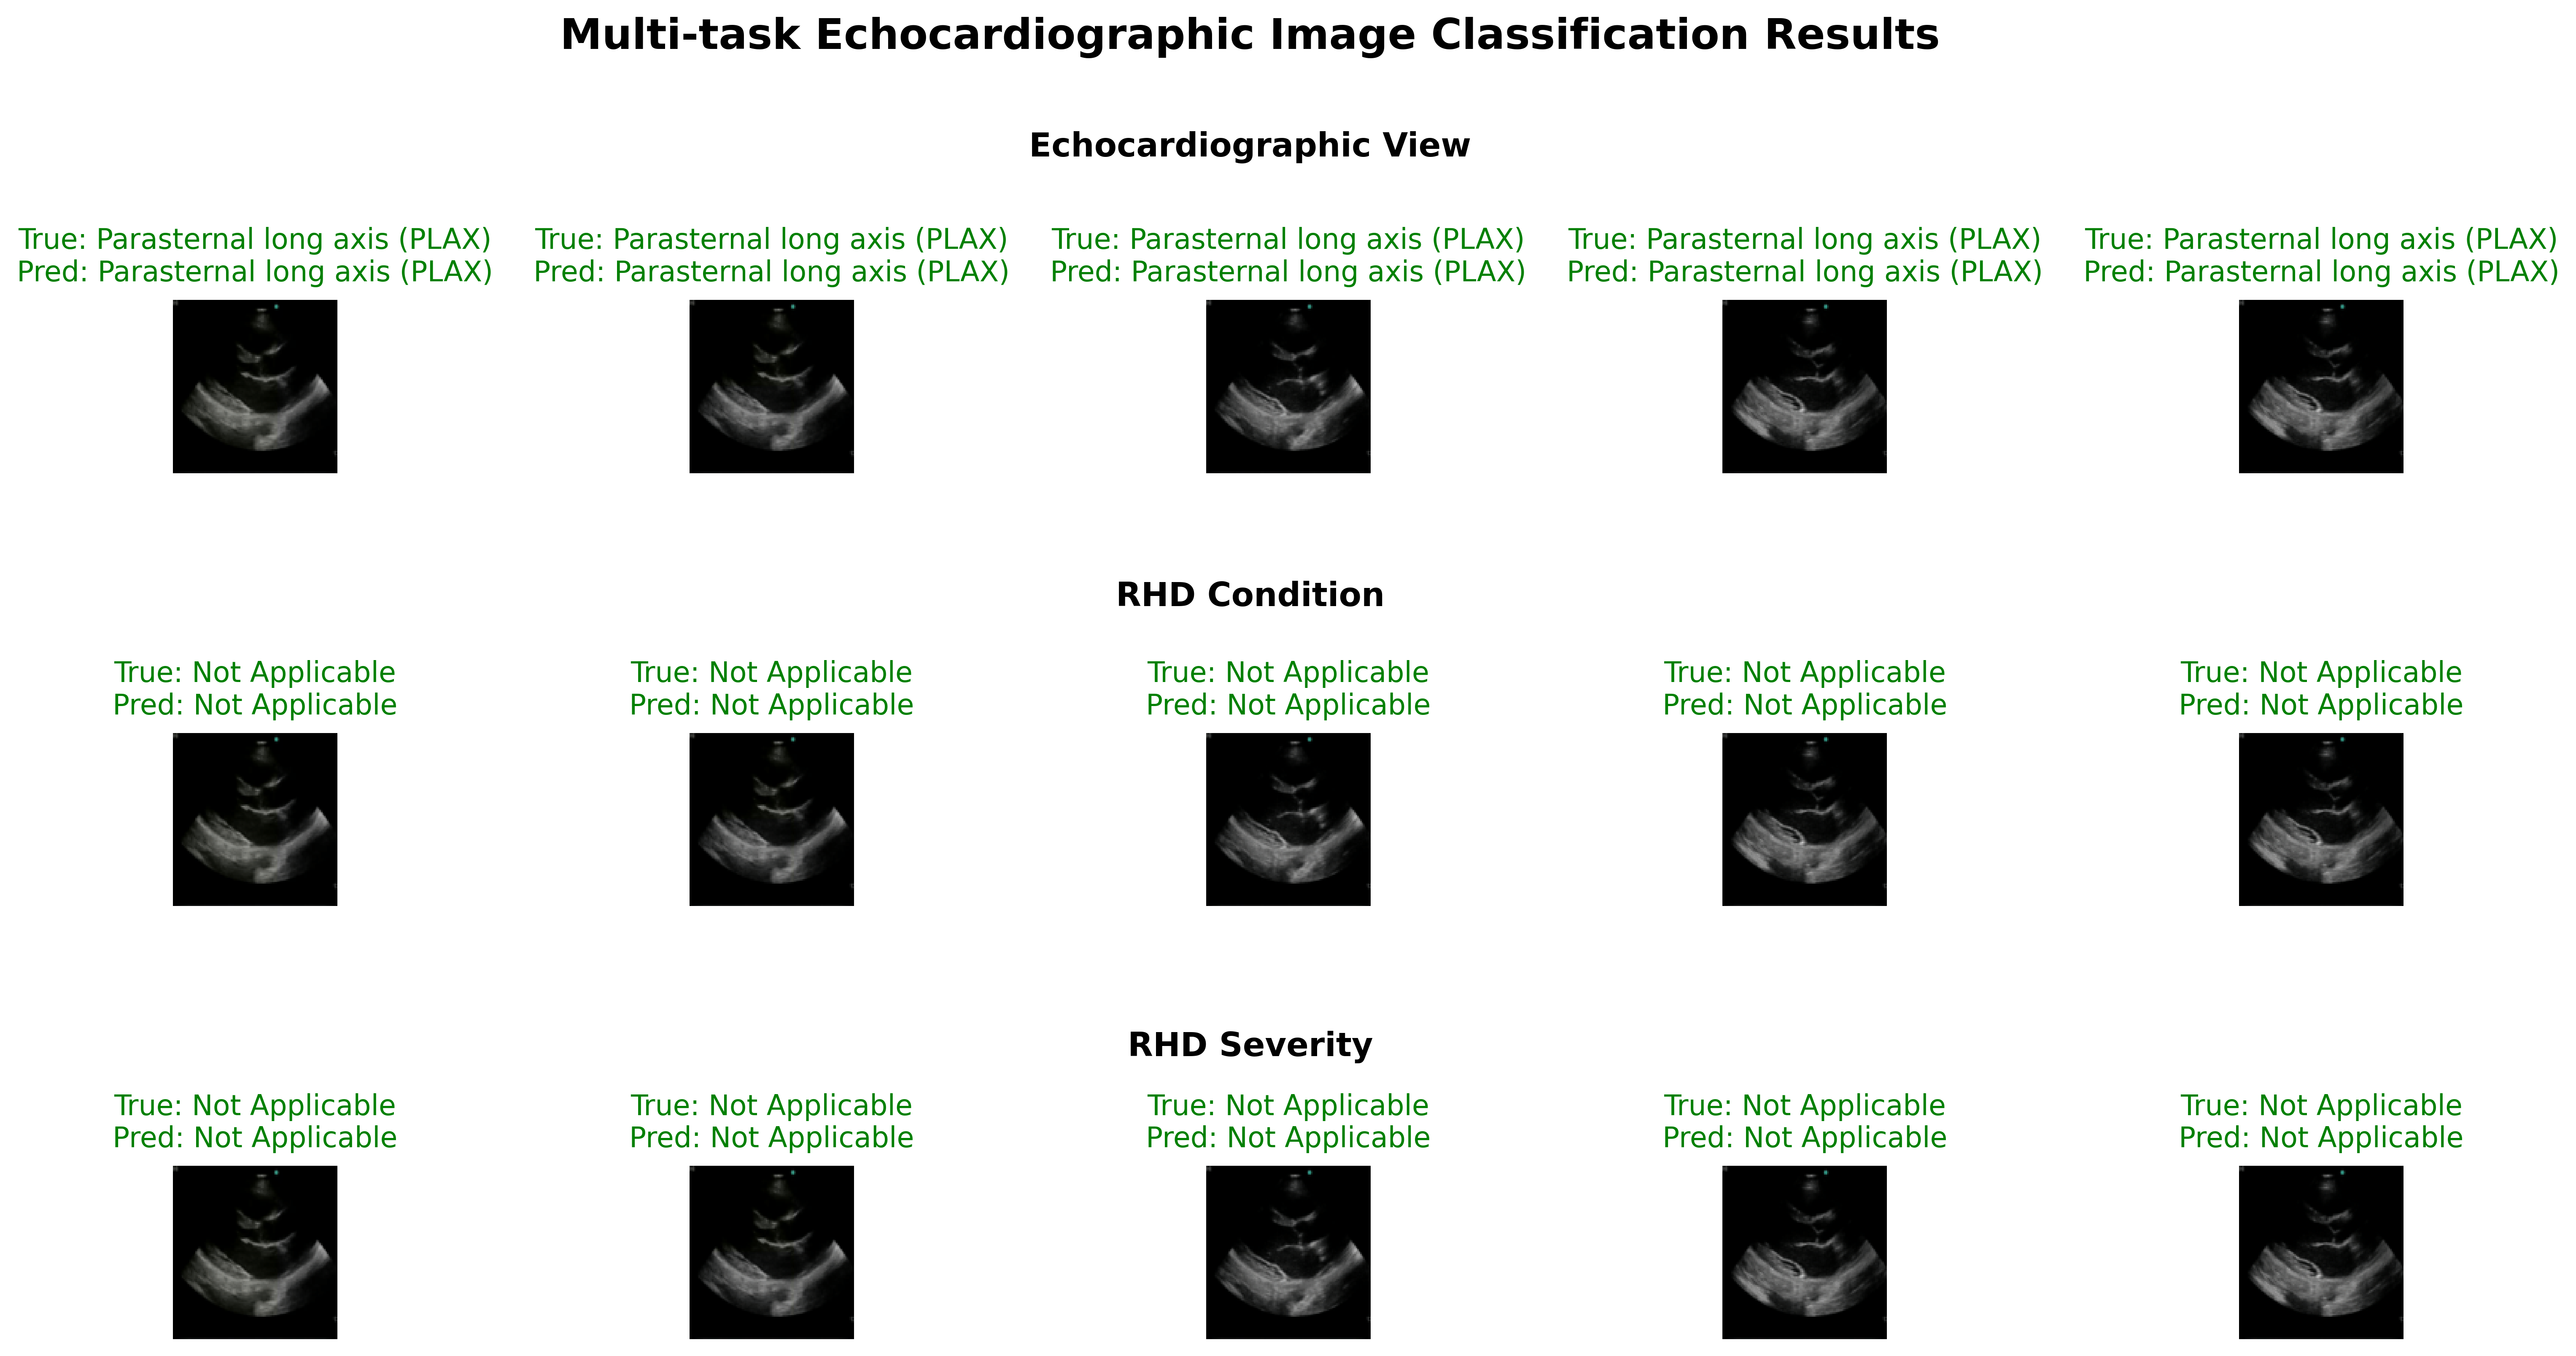 Multi-task Echocardiographic Image Classification Results
Echocardiographic View
True: Parasternal long axis (PLAX) True: Parasternal long axis (PLAX) True: Parasternal long axis (PLAX) True: Parasternal long axis (PLAX) True: Parasternal long axis (PLAX)
Pred: Parasternal long axis (PLAX) Pred: Parasternal long axis (PLAX) Pred: Parasternal long axis (PLAX) Pred: Parasternal long axis (PLAX) Pred: Parasternal long axis (PLAX)
RHD Condition
True: Not Applicable True: Not Applicable True: Not Applicable True: Not Applicable True: Not Applicable
Pred: Not Applicable Pred: Not Applicable Pred: Not Applicable Pred: Not Applicable Pred: Not Applicable
RHD Severity
True: Not Applicable True: Not Applicable True: Not Applicable True: Not Applicable True: Not Applicable
Pred: Not Applicable Pred: Not Applicable Pred: Not Applicable Pred: Not Applicable Pred: Not Applicable